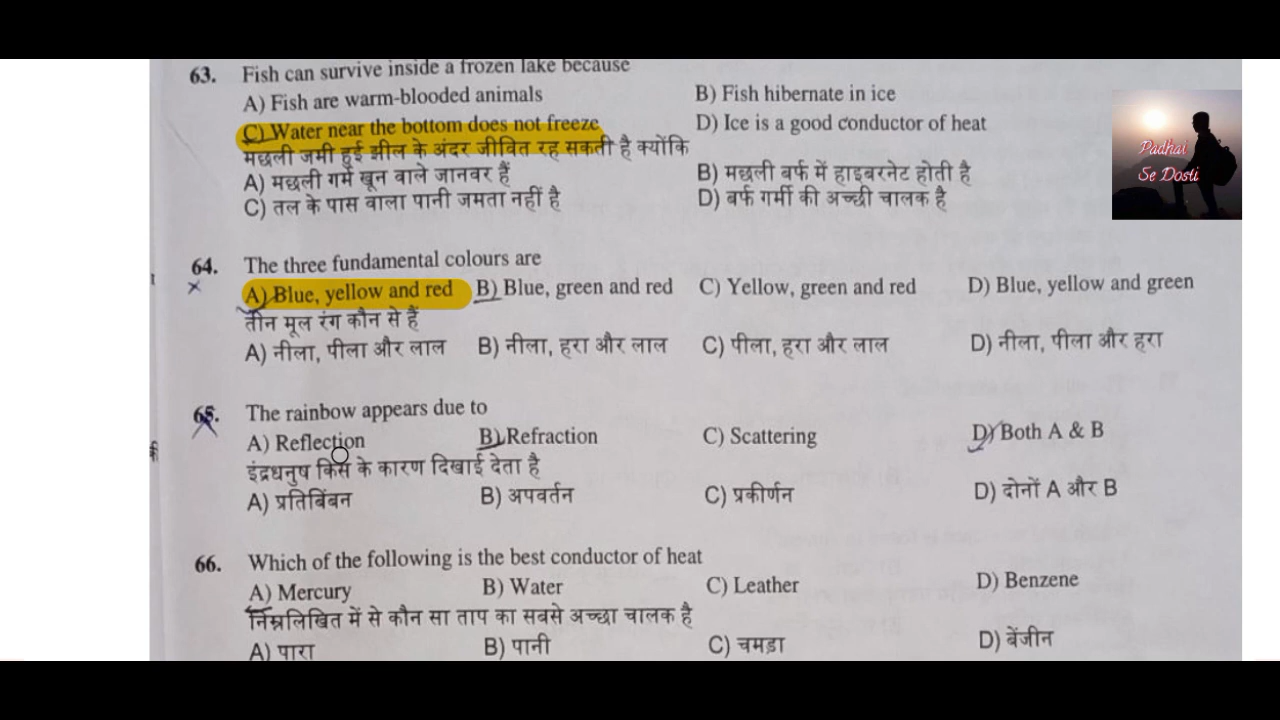 63. Fish can survive inside a frozen lake because
A) Fish are warm-blooded animals B) Fish hibernate in ice
C) Water near the bottom does not freeze D) Ice is a good conductor of heat
मछली जमी हुई झील के अंदर जीवित रह सकती है क्योंकि
A) मछली गर्म खून वाले जानवर हैं B) मछली बर्फ में हाइबरनेट होती है
C) तल के पास वाला पानी जमता नहीं है D) बर्फ गर्मी की अच्छी चालक है
Padhai
Se Dosti
64. The three fundamental colours are
A) Blue, yellow and red B) Blue, green and red C) Yellow, green and red D) Blue, yellow and green
तीन मूल रंग कौन से हैं
A) नीला, पीला और लाल B) नीला, हरा और लाल C) पीला, हरा और लाल D) नीला, पीला और हरा
65. The rainbow appears due to
A) Reflection B) Refraction C) Scattering D) Both A & B
इंद्रधनुष किस के कारण दिखाई देता है
A) प्रतिबिंबन B) अपवर्तन C) प्रकीर्णन D) दोनों A और B
66. Which of the following is the best conductor of heat
A) Mercury B) Water C) Leather D) Benzene
निम्नलिखित में से कौन सा ताप का सबसे अच्छा चालक है
A) पारा B) पानी C) चमड़ा D) बेंजीन